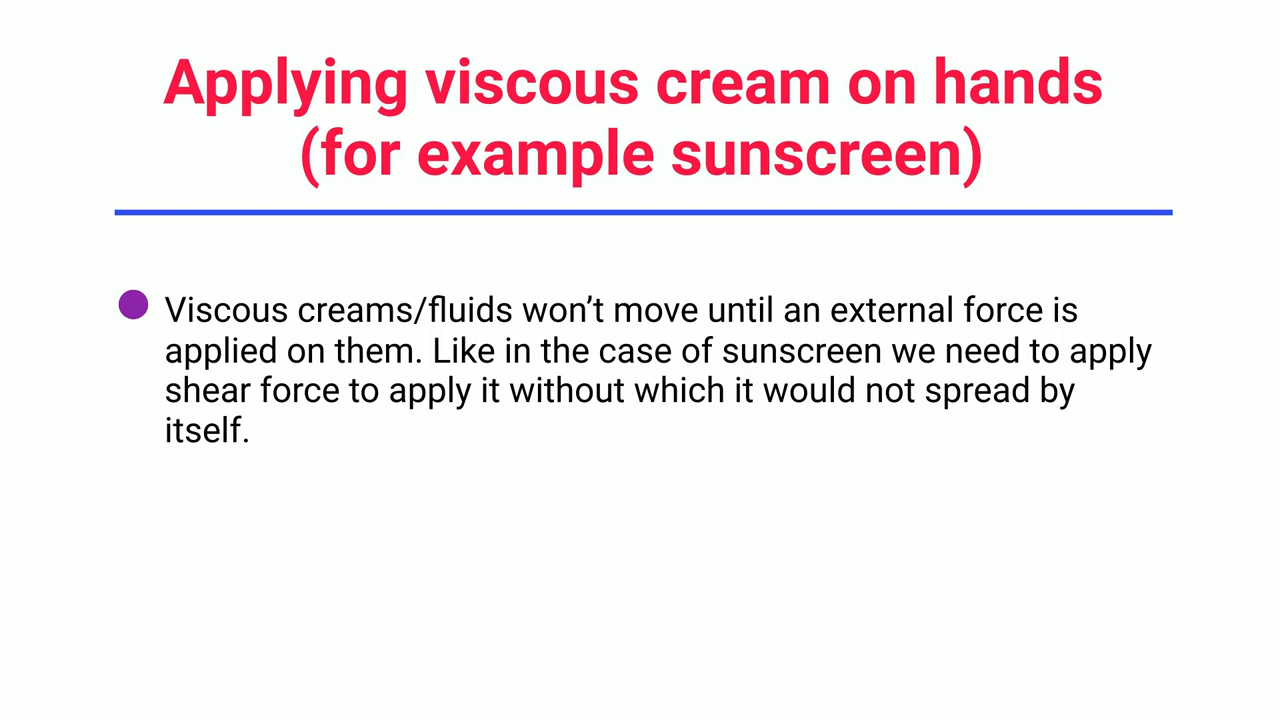 Applying viscous cream on hands
(for example sunscreen)
Viscous creams/fluids won’t move until an external force is
applied on them. Like in the case of sunscreen we need to apply
shear force to apply it without which it would not spread by
itself.